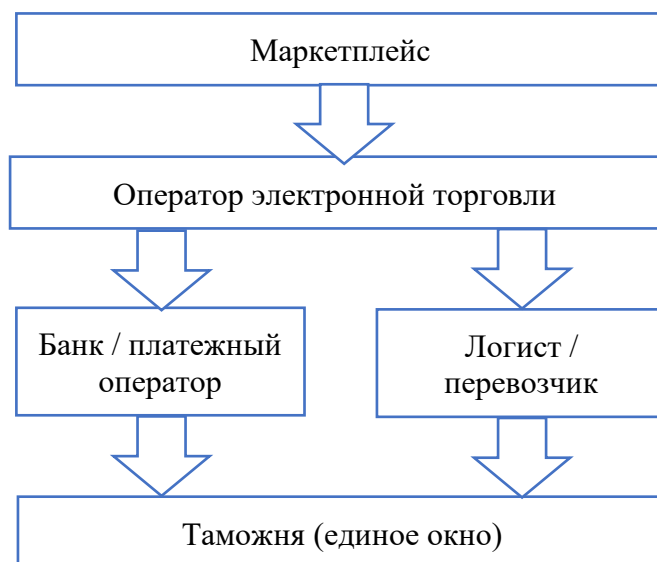 Маркетплейс
Оператор электронной торговли
Банк / платежный
оператор
Логист /
перевозчик
Таможня (единое окно)